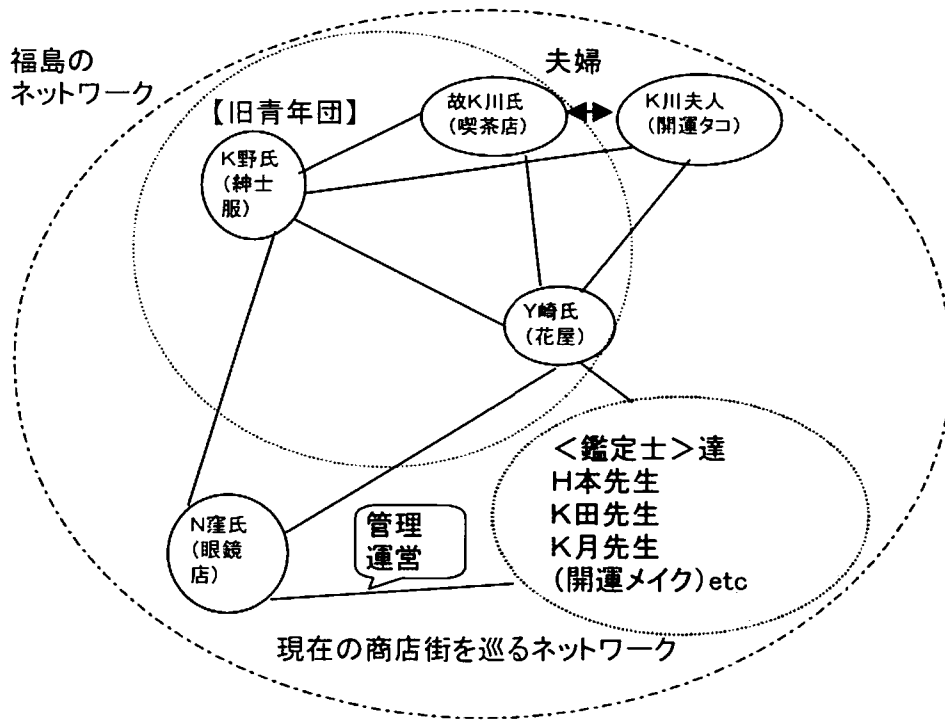 福島の
ネットワーク
夫婦
【旧青年団】
故K川氏
(喫茶店)
K川夫人
(開運タコ)
K野氏
(紳士
服)
Y崎氏
(花屋)
<鑑定士>達
H本先生
K田先生
K月先生
(開運メイク)etc
N窪氏
(眼鏡
店)
管理
運営
現在の商店街を巡るネットワーク